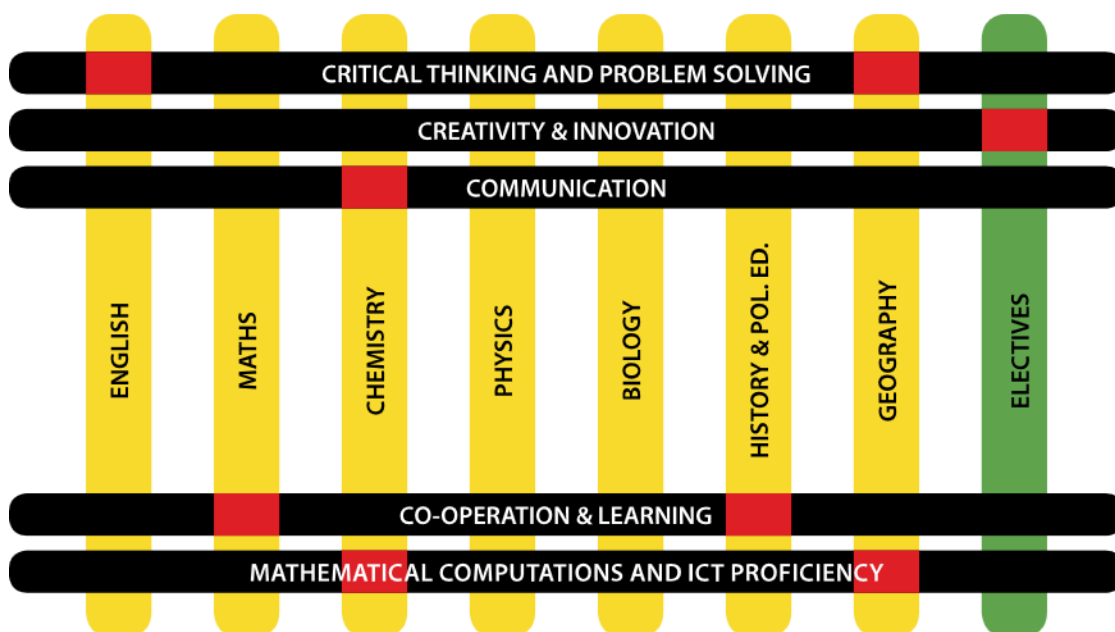 CRITICAL THINKING AND PROBLEM SOLVING
CREATIVITY & INNOVATION
COMMUNICATION
ENGLISH
MATHS
CHEMISTRY
PHYSICS
BIOLOGY
HISTORY & POL. ED.
GEOGRAPHY
ELECTIVES
CO-OPERATION & LEARNING
MATHEMATICAL COMPUTATIONS AND ICT PROFICIENCY